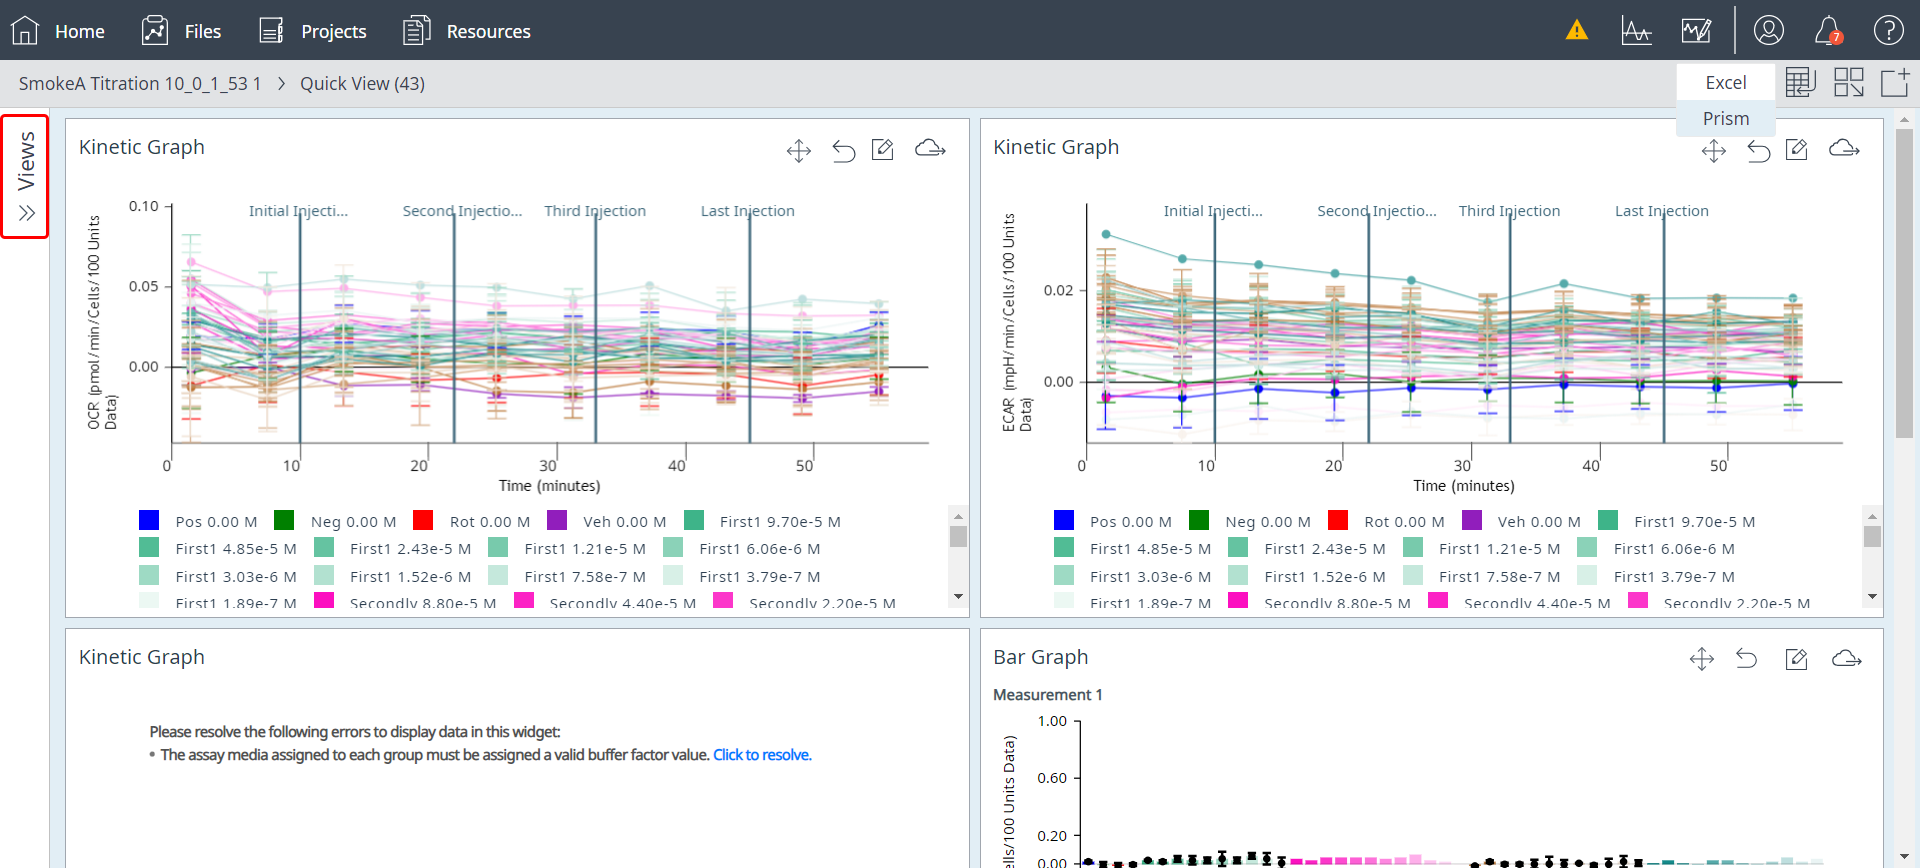 Home
Files
Projects
Resources
7
SmokeA Titration 10_0_1_53 1
Quick View (43)
Excel
Prism
Views
Kinetic Graph
0.10
0.05
0.00
Initial Injecti...
Second Injectio...
Third Injection
Last Injection
OCR (pmol/min/Cells/100 Units
Data)
0
10
20
30
40
50
Time (minutes)
Pos 0.00 M
Neg 0.00 M
Rot 0.00 M
Veh 0.00 M
First1 9.70e-5 M
First1 4.85e-5 M
First1 2.43e-5 M
First1 1.21e-5 M
First1 6.06e-6 M
First1 3.03e-6 M
First1 1.52e-6 M
First1 7.58e-7 M
First1 3.79e-7 M
First1 1.89e-7 M
Secondly 8.80e-5 M
Secondly 4.40e-5 M
Secondly 2.20e-5 M
Kinetic Graph
0.02
0.00
Initial Injecti...
Second Injectio...
Third Injection
Last Injection
ECAR (mpH/min/Cells/100 Units
Data)
0
10
20
30
40
50
Time (minutes)
Pos 0.00 M
Neg 0.00 M
Rot 0.00 M
Veh 0.00 M
First1 9.70e-5 M
First1 4.85e-5 M
First1 2.43e-5 M
First1 1.21e-5 M
First1 6.06e-6 M
First1 3.03e-6 M
First1 1.52e-6 M
First1 7.58e-7 M
First1 3.79e-7 M
First1 1.89e-7 M
Secondly 8.80e-5 M
Secondly 4.40e-5 M
Secondly 2.20e-5 M
Kinetic Graph
Please resolve the following errors to display data in this widget:
• The assay media assigned to each group must be assigned a valid buffer factor value. Click to resolve.
Bar Graph
Measurement 1
1.00
0.60
0.20
0.00
ells/100 Units Data)